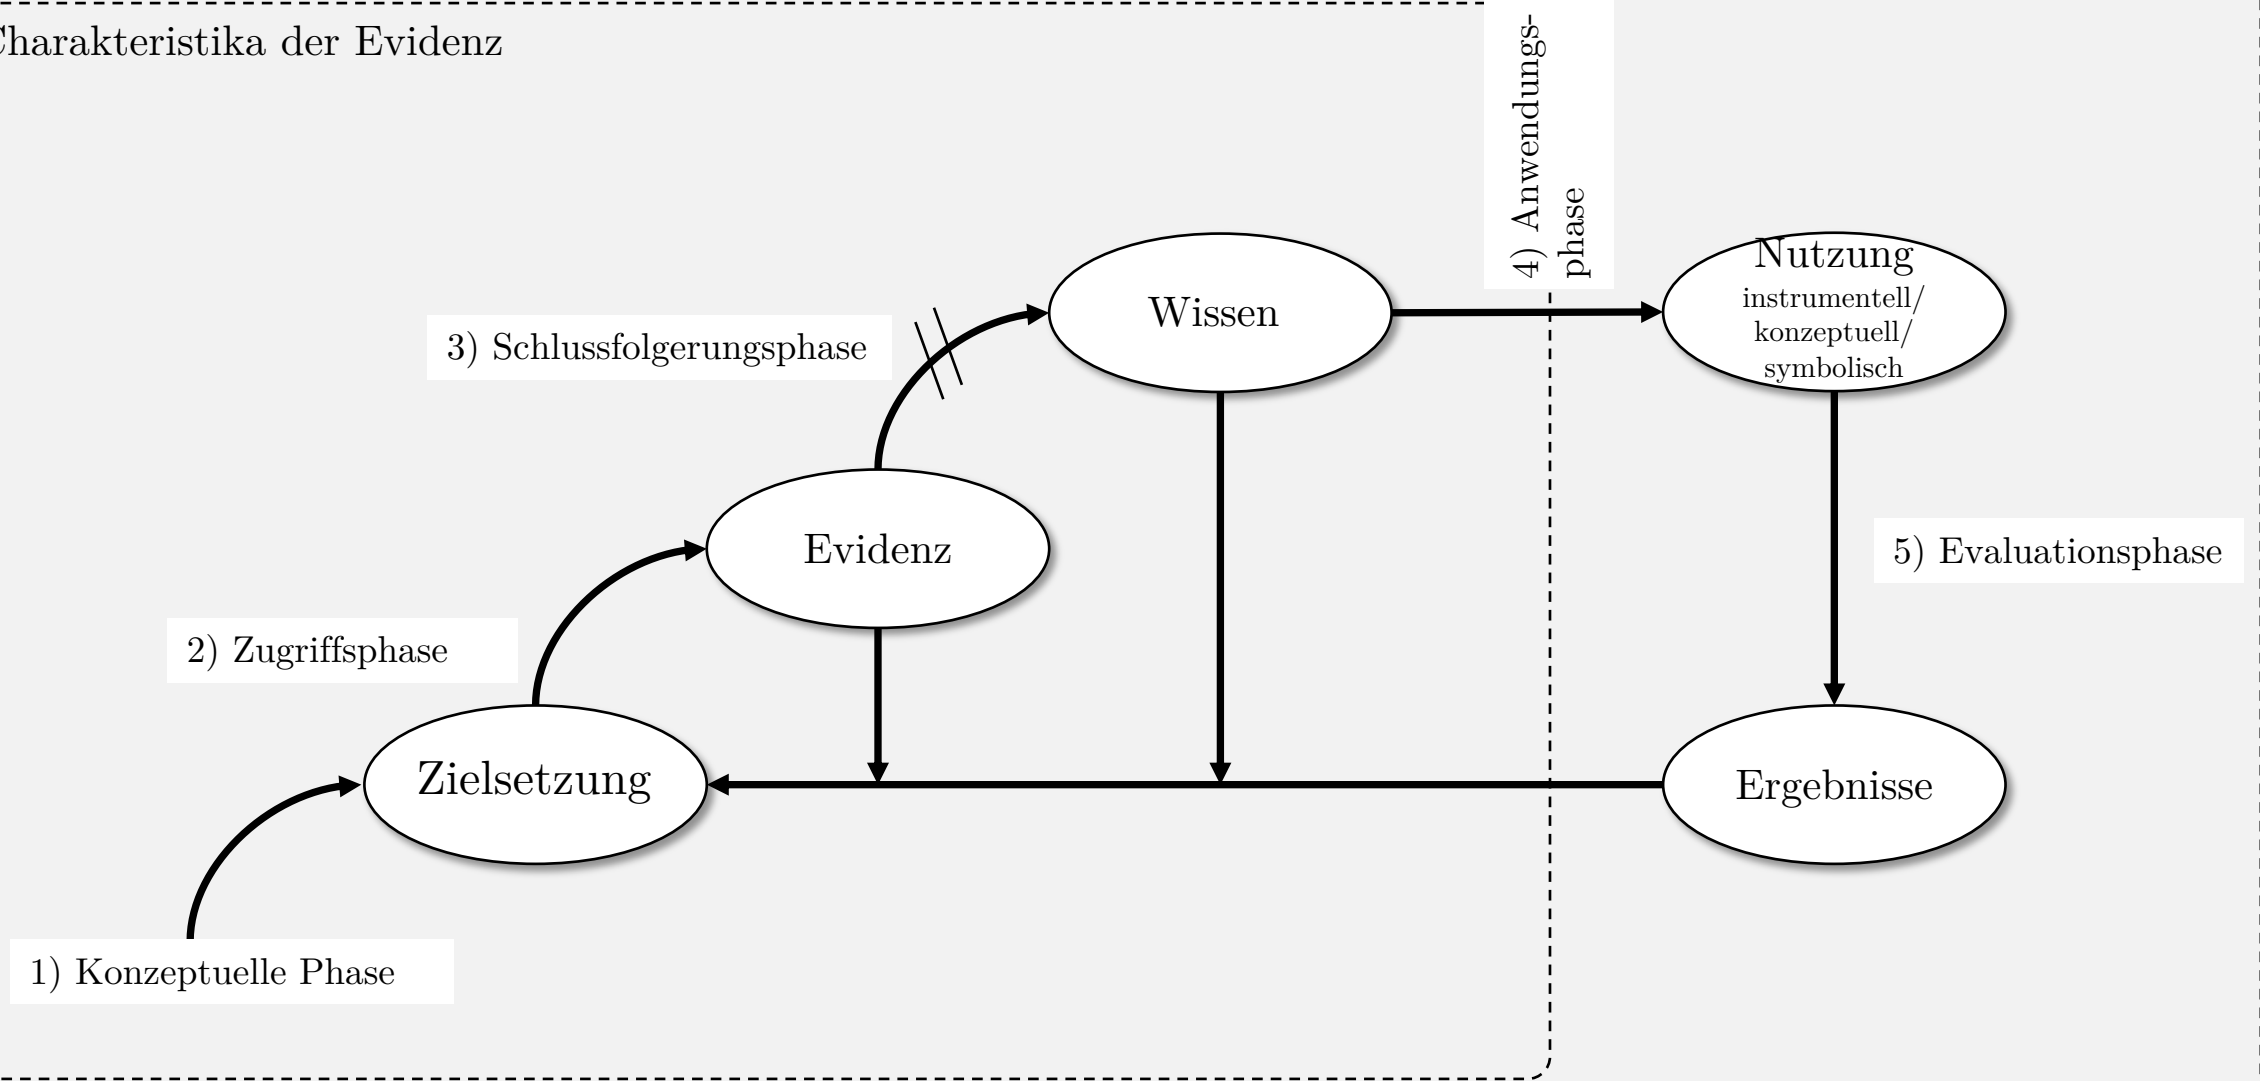 Charakteristika der Evidenz
4) Anwendungs-
phase
Nutzung
instrumentell/
konzeptuell/
symbolisch
Wissen
3) Schlussfolgerungsphase
Evidenz
5) Evaluationsphase
2) Zugriffsphase
Zielsetzung
Ergebnisse
1) Konzeptuelle Phase